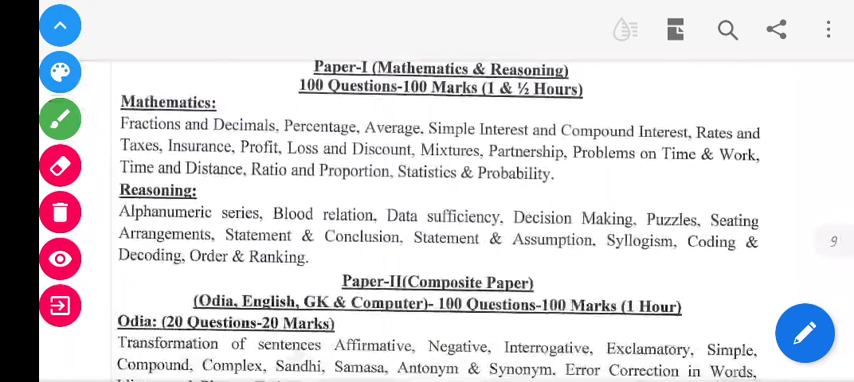 Paper-I (Mathematics & Reasoning)
100 Questions-100 Marks (1 & ½ Hours)
Mathematics:
Fractions and Decimals, Percentage, Average, Simple Interest and Compound Interest, Rates and
Taxes, Insurance, Profit, Loss and Discount, Mixtures, Partnership, Problems on Time & Work,
Time and Distance, Ratio and Proportion, Statistics & Probability.
Reasoning:
Alphanumeric series, Blood relation, Data sufficiency, Decision Making, Puzzles, Seating
Arrangements, Statement & Conclusion, Statement & Assumption, Syllogism, Coding &
Decoding, Order & Ranking.
9
Paper-II(Composite Paper)
(Odia, English, GK & Computer)- 100 Questions-100 Marks (1 Hour)
Odia: (20 Questions-20 Marks)
Transformation of sentences Affirmative, Negative, Interrogative, Exclamatory, Simple,
Compound, Complex, Sandhi, Samasa, Antonym & Synonym, Error Correction in Words,